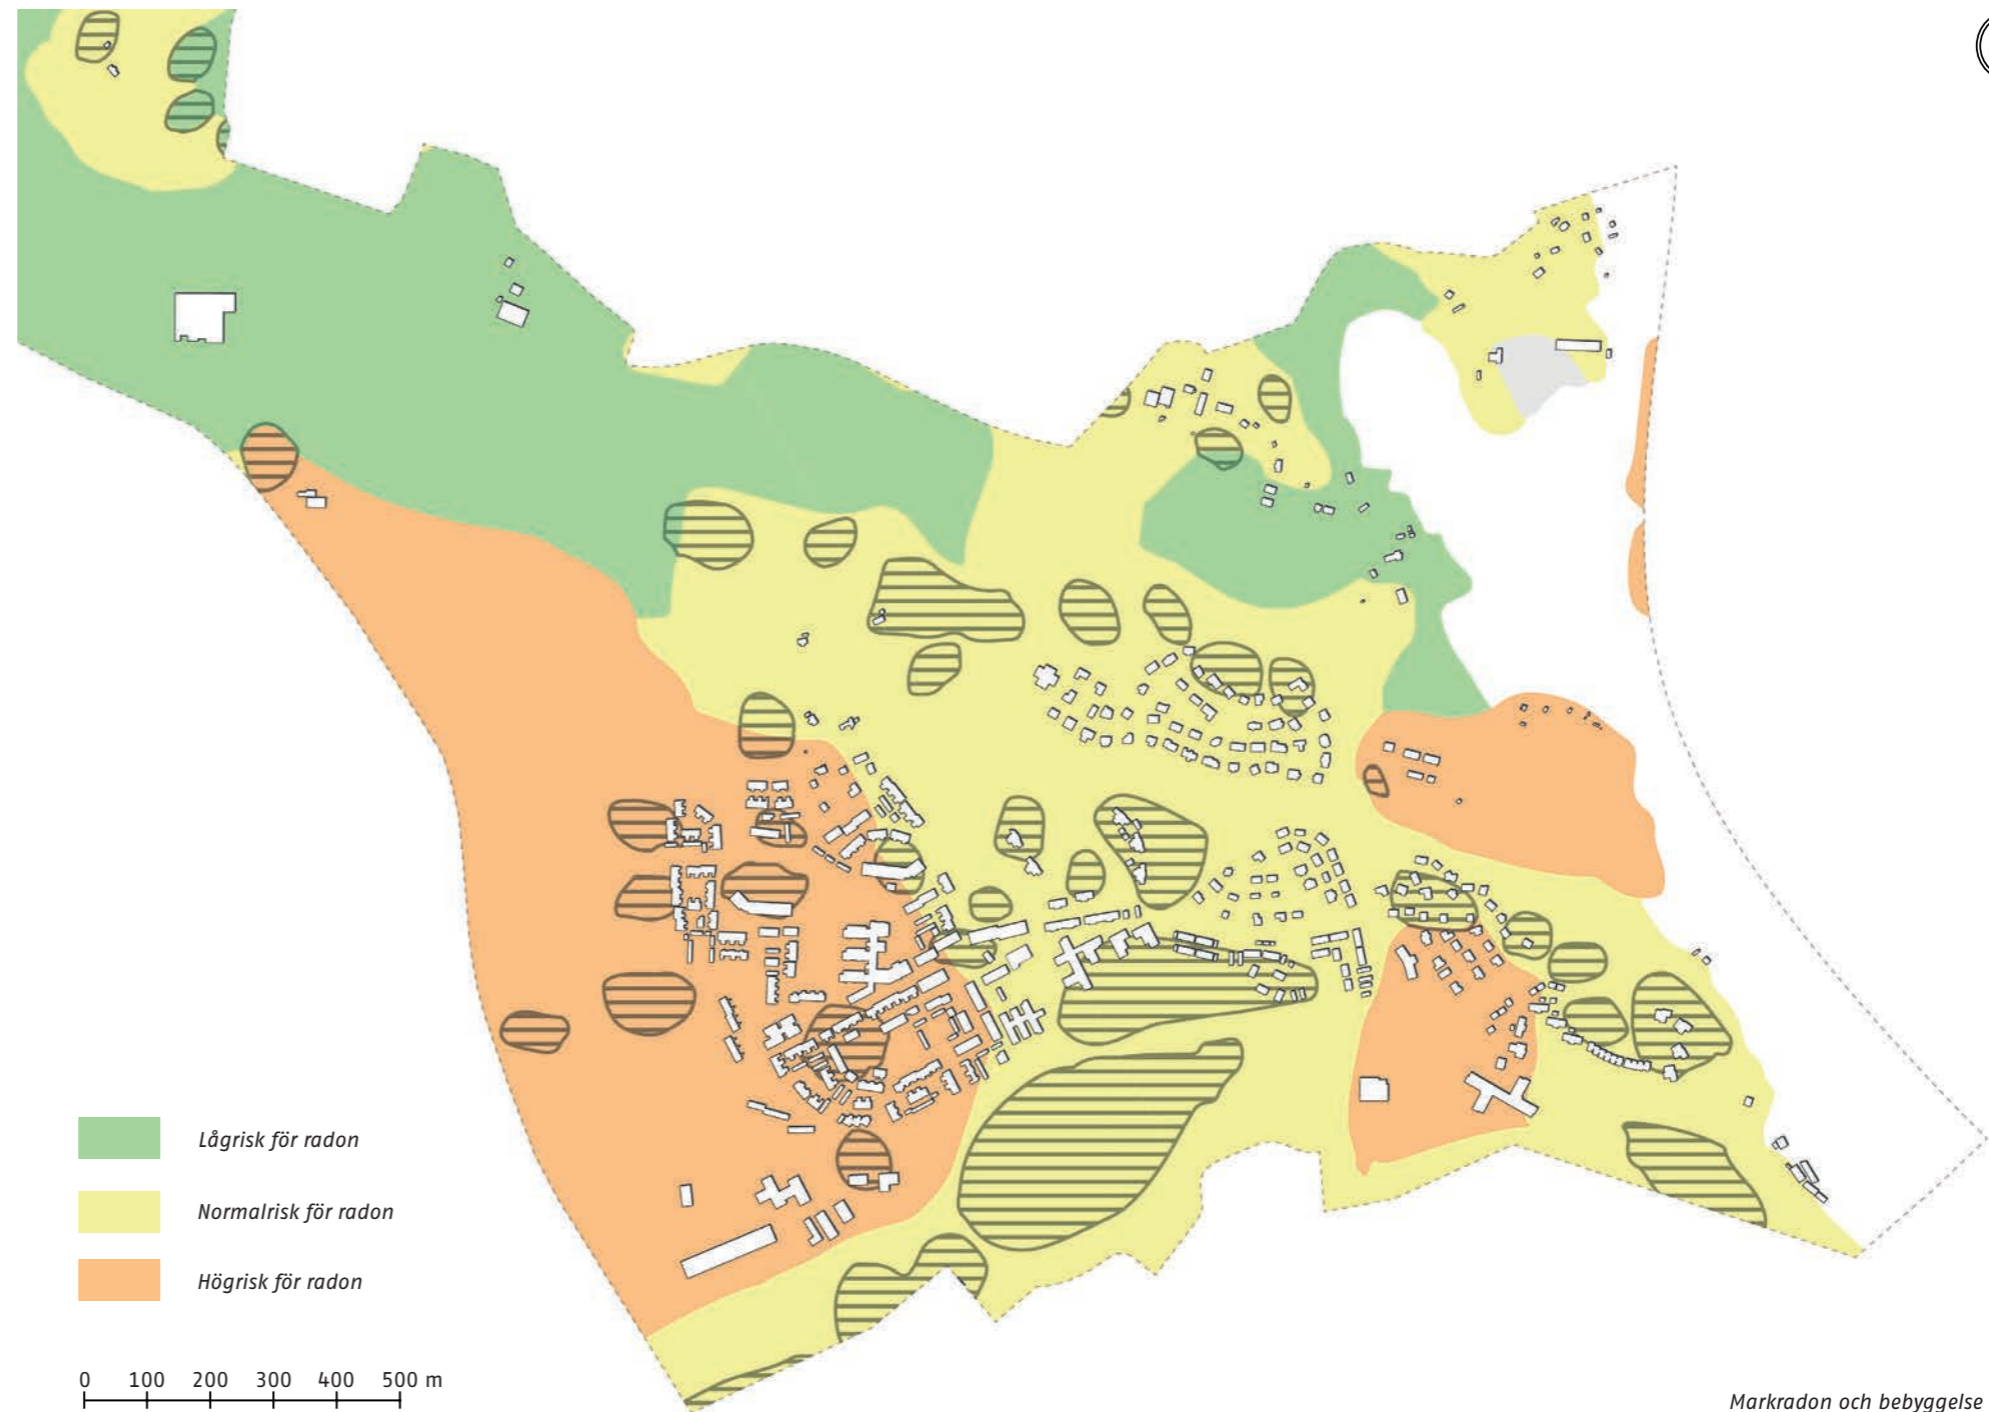 Lågrisk för radon
Normalrisk för radon
Högrisk för radon
0 100 200 300 400 500 m
Markradon och bebyggelse